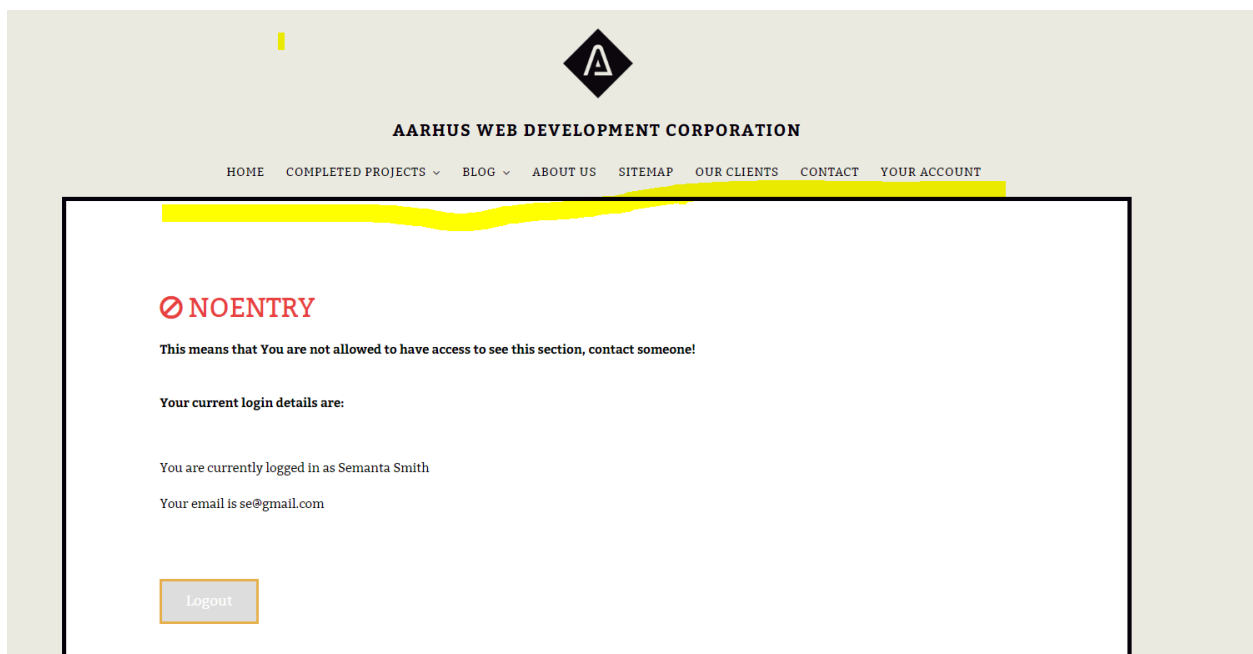 AARHUS WEB DEVELOPMENT CORPORATION
HOME COMPLETED PROJECTS BLOG ABOUT US SITEMAP OUR CLIENTS CONTACT YOUR ACCOUNT
NOENTRY
This means that You are not allowed to have access to see this section, contact someone!
Your current login details are:
You are currently logged in as Semanta Smith
Your email is se@gmail.com
Logout